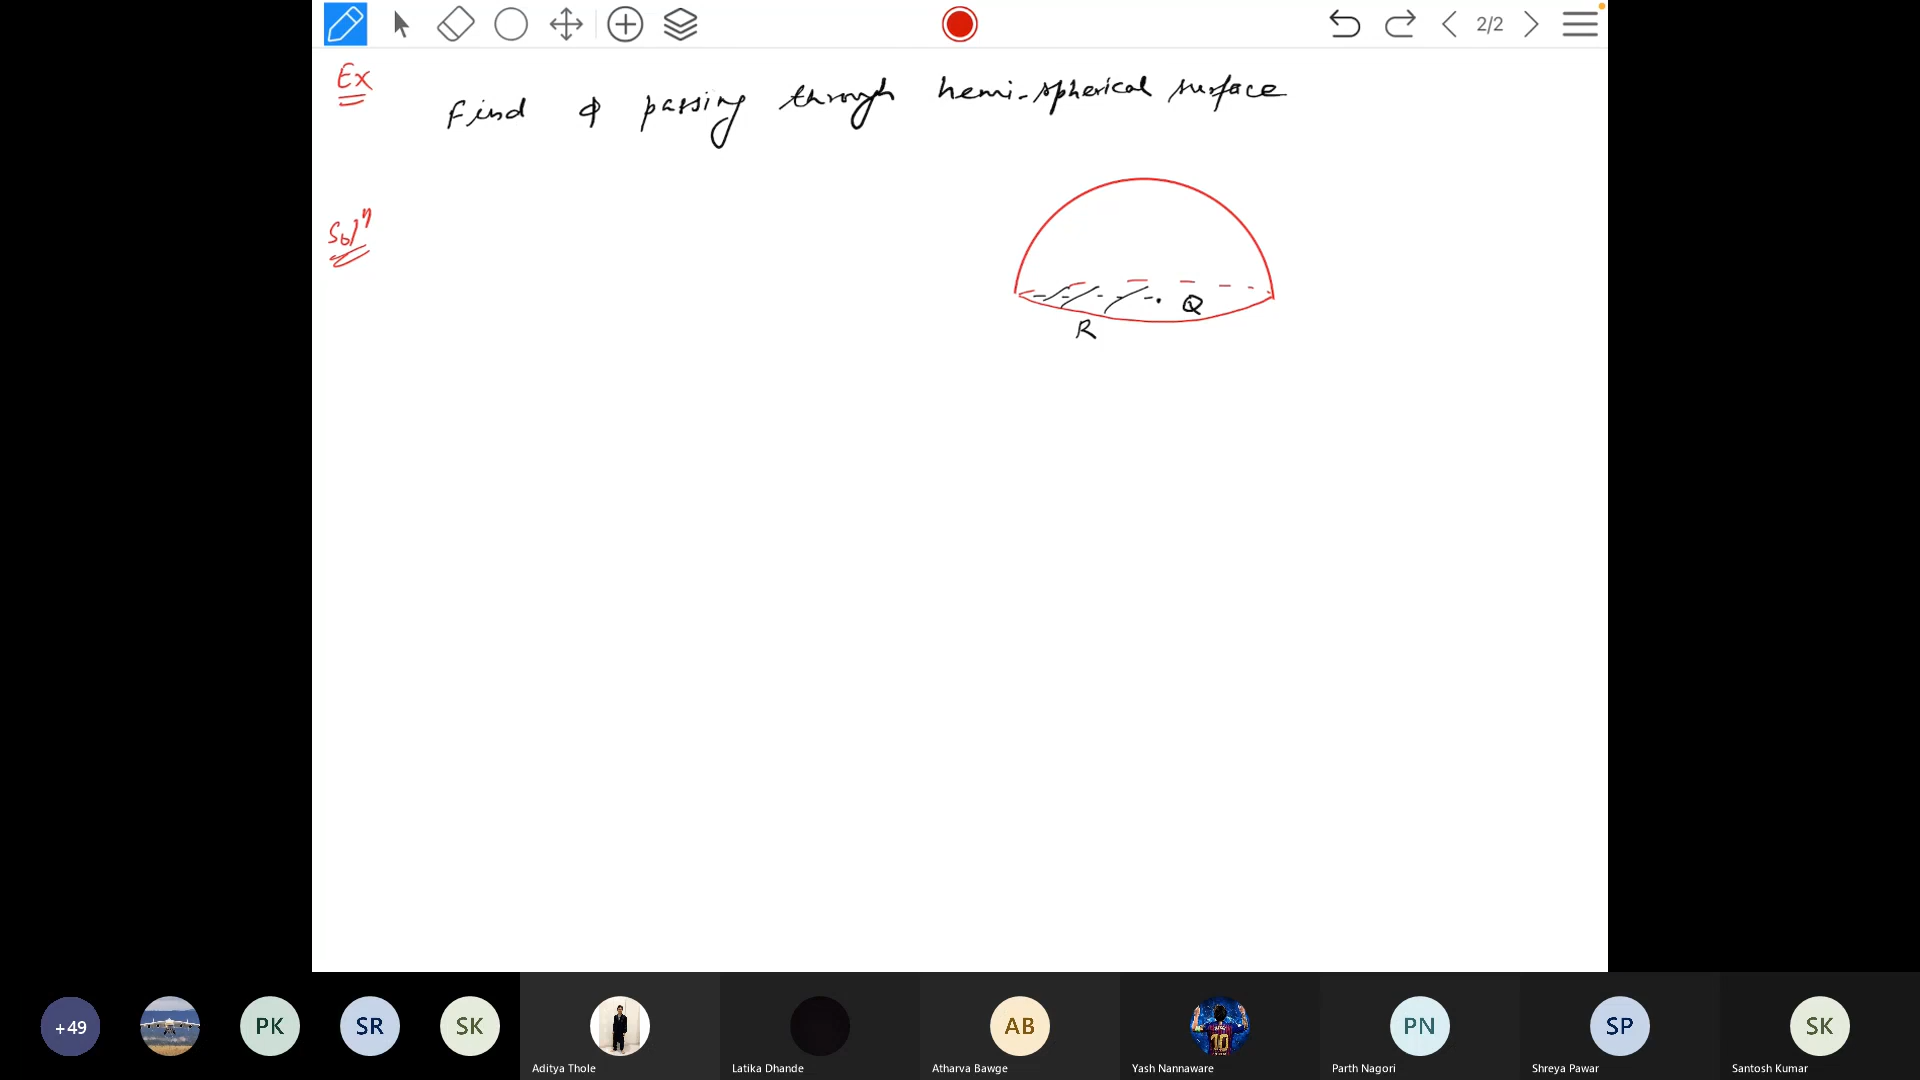 2/2
Ex
Find φ passing through hemi-spherical surface
Solⁿ
Q
R
+49
PK
SR
SK
AB
10
PN
SP
SK
Aditya Thole
Latika Dhande
Atharva Bawge
Yash Nannaware
Parth Nagori
Shreya Pawar
Santosh Kumar